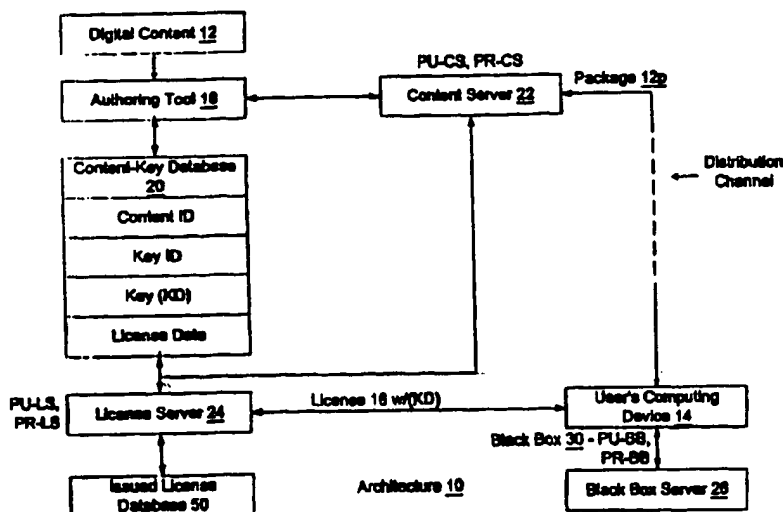 Digital Content 12
PU-CS, PR-CS
Package 12p
Authoring Tool 18
Content Server 22
Distribution
Channel
Content-Key Database
20
Content ID
Key ID
Key (KD)
License Data
PU-LS,
PR-LS
License Server 24
License 16 w/(KD)
User's Computing
Device 14
Black Box 30 - PU-BB,
PR-BB
Issued License
Database 50
Architecture 10
Black Box Server 26